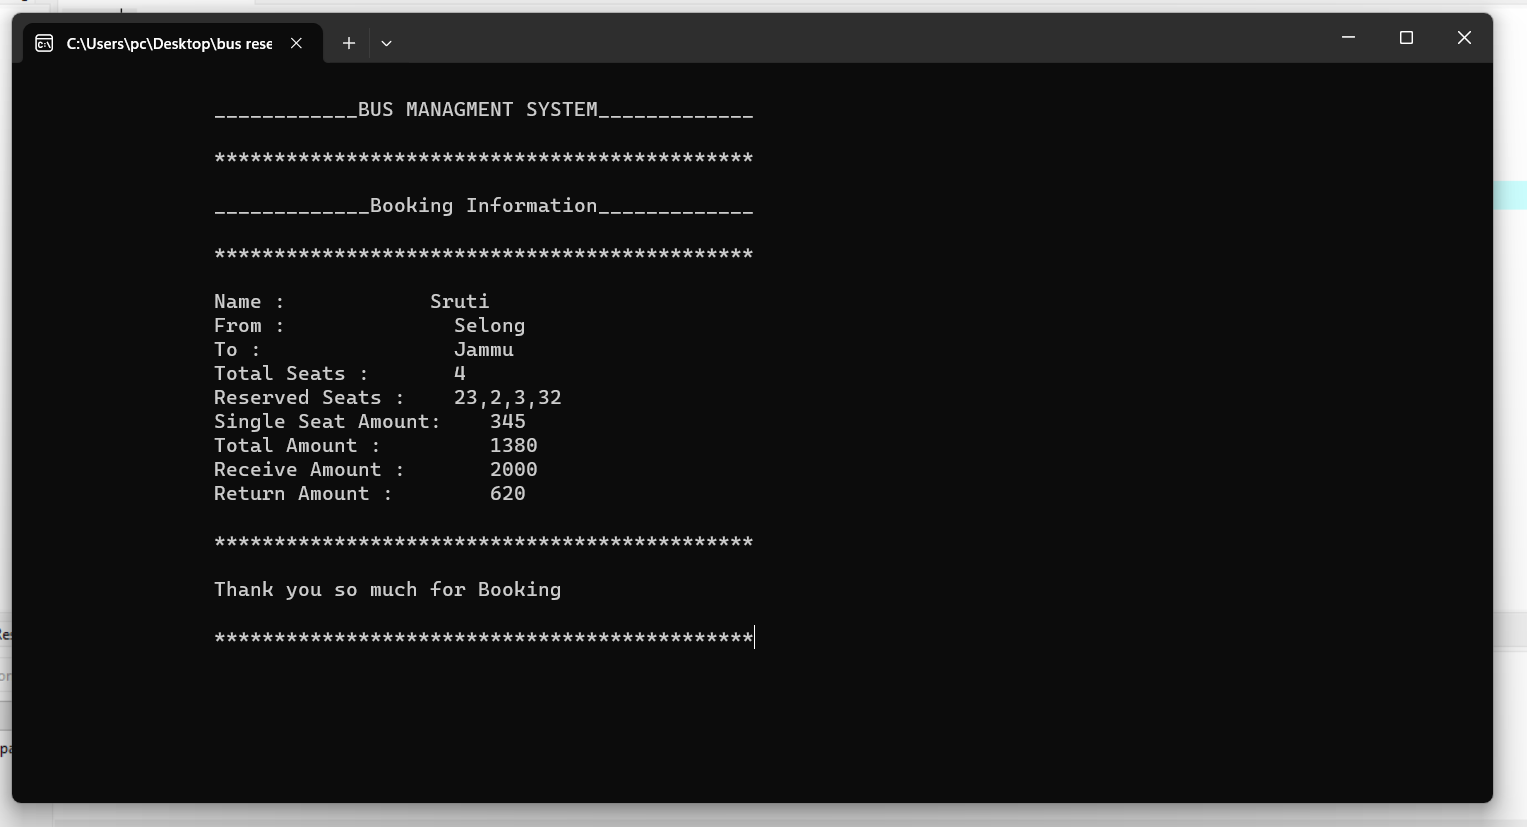 C:\Users\pc\Desktop\bus rese
____________BUS MANAGMENT SYSTEM_____________
*********************************************
_____________Booking Information_____________
*********************************************
Name : Sruti
From : Selong
To : Jammu
Total Seats : 4
Reserved Seats : 23,2,3,32
Single Seat Amount: 345
Total Amount : 1380
Receive Amount : 2000
Return Amount : 620
*********************************************
Thank you so much for Booking
*********************************************